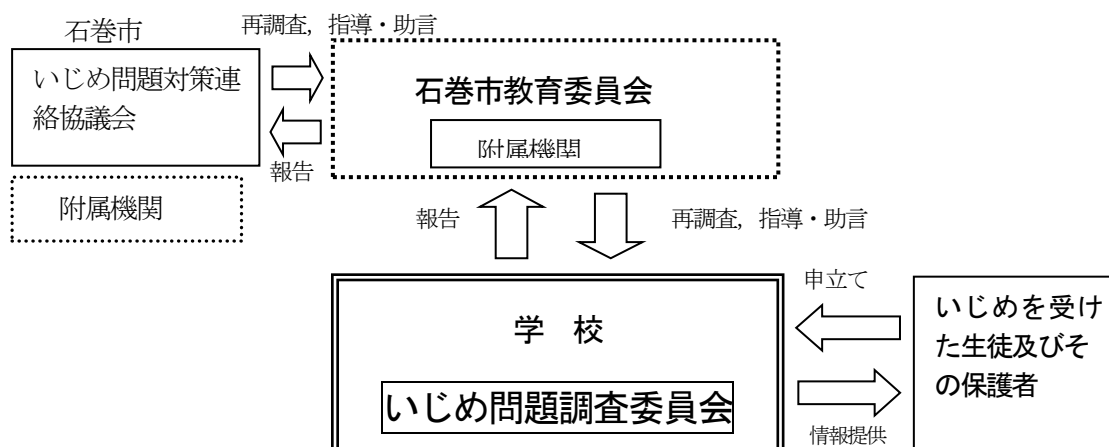 石巻市
再調査，指導・助言
いじめ問題対策連
絡協議会
石巻市教育委員会
附属機関
報告
附属機関
報告
再調査，指導・助言
申立て
学　校
いじめ問題調査委員会
いじめを受け
た生徒及びそ
の保護者
情報提供